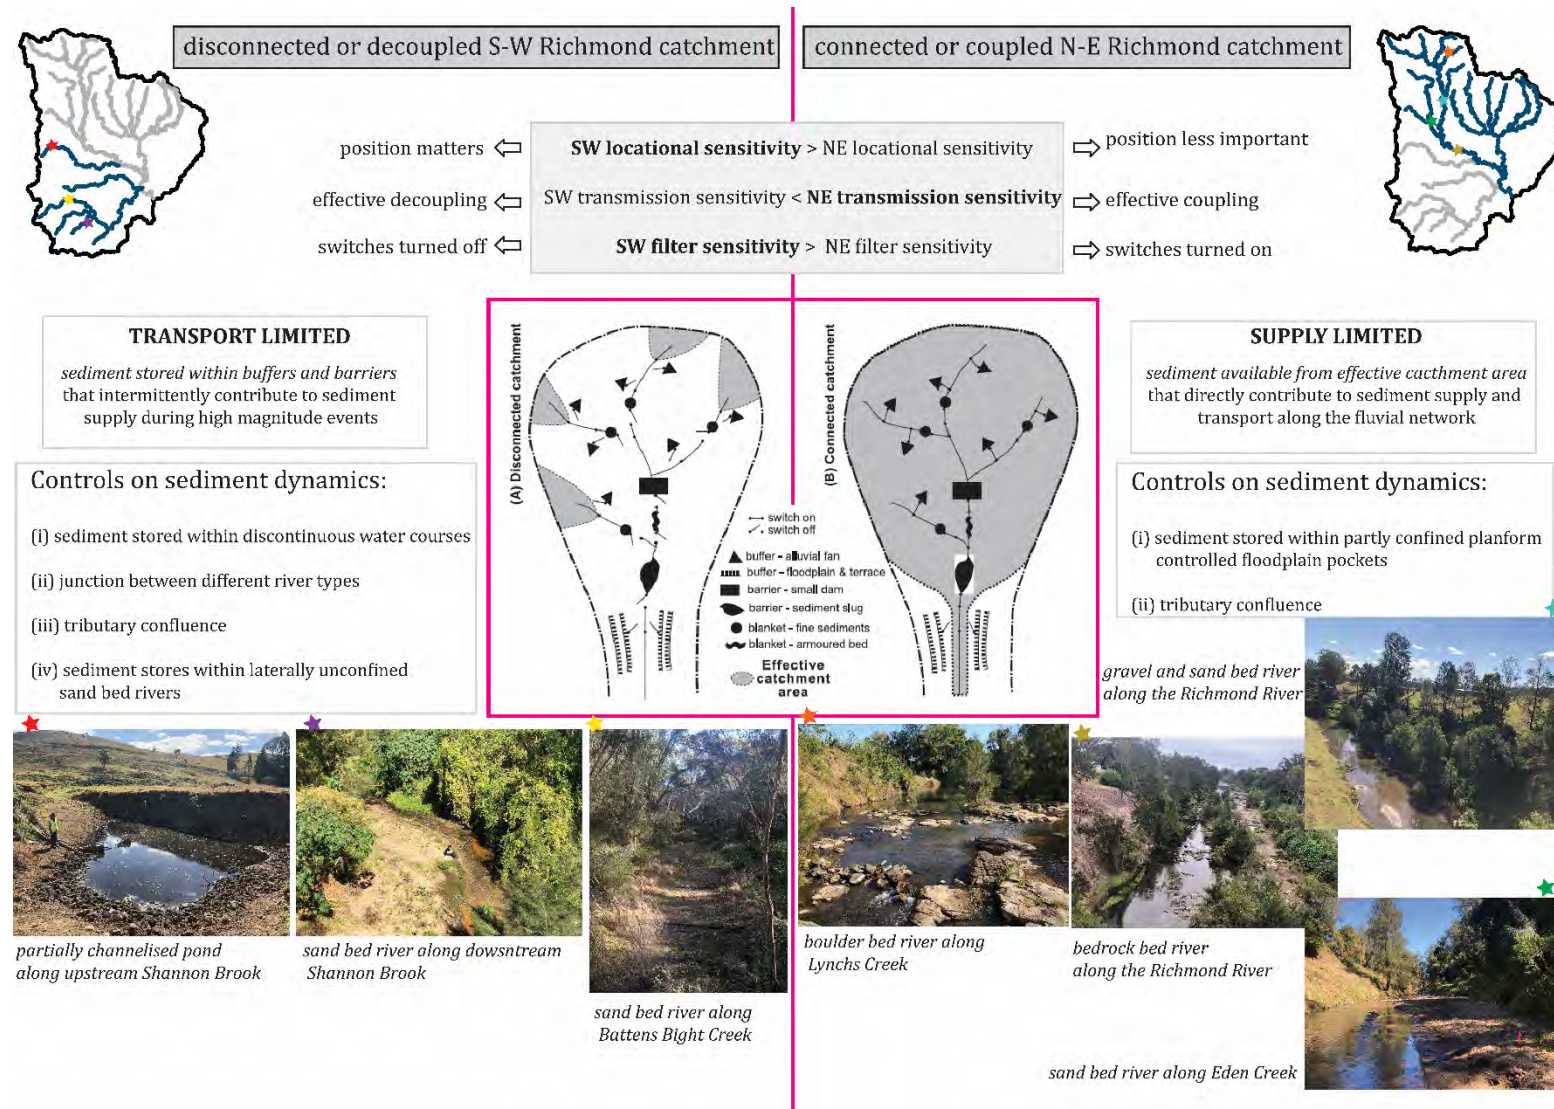 disconnected or decoupled S-W Richmond catchment
connected or coupled N-E Richmond catchment
position matters
SW locational sensitivity > NE locational sensitivity
position less important
effective decoupling
SW transmission sensitivity < NE transmission sensitivity
effective coupling
switches turned off
SW filter sensitivity > NE filter sensitivity
switches turned on
TRANSPORT LIMITED
sediment stored within buffers and barriers
that intermittently contribute to sediment
supply during high magnitude events
Controls on sediment dynamics:
(i) sediment stored within discontinuous water courses
(ii) junction between different river types
(iii) tributary confluence
(iv) sediment stores within laterally unconfined
sand bed rivers
(A) Disconnected catchment
(B) Connected catchment
switch on
switch off
buffer - alluvial fan
buffer - floodplain & terrace
barrier - small dam
barrier - sediment slug
blanket - fine sediments
blanket - armoured bed
Effective
catchment
area
SUPPLY LIMITED
sediment available from effective cacthment area
that directly contribute to sediment supply and
transport along the fluvial network
Controls on sediment dynamics:
(i) sediment stored within partly confined planform
controlled floodplain pockets
(ii) tributary confluence
gravel and sand bed river
along the Richmond River
partially channelised pond
along upstream Shannon Brook
sand bed river along dowsntream
Shannon Brook
sand bed river along
Battens Bight Creek
boulder bed river along
Lynchs Creek
bedrock bed river
along the Richmond River
sand bed river along Eden Creek